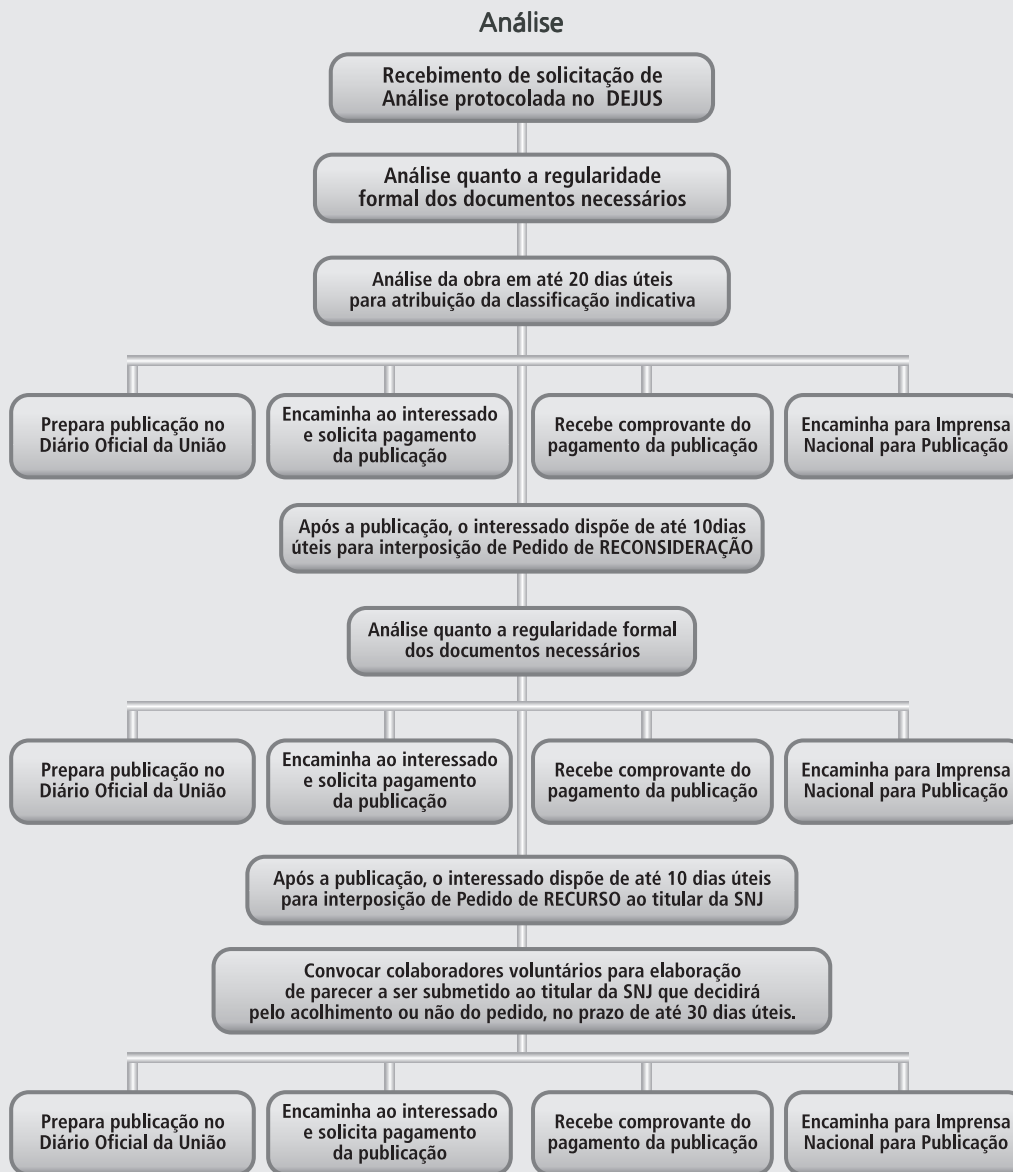 Análise
Recebimento de solicitação de
Análise protocolada no DEJUS
Análise quanto a regularidade
formal dos documentos necessários
Análise da obra em até 20 dias úteis
para atribuição da classificação indicativa
Prepara publicação no
Diário Oficial da União
Encaminha ao interessado
e solicita pagamento
da publicação
Recebe comprovante do
pagamento da publicação
Encaminha para Imprensa
Nacional para Publicação
Após a publicação, o interessado dispõe de até 10dias
úteis para interposição de Pedido de RECONSIDERAÇÃO
Análise quanto a regularidade formal
dos documentos necessários
Prepara publicação no
Diário Oficial da União
Encaminha ao interessado
e solicita pagamento
da publicação
Recebe comprovante do
pagamento da publicação
Encaminha para Imprensa
Nacional para Publicação
Após a publicação, o interessado dispõe de até 10 dias úteis
para interposição de Pedido de RECURSO ao titular da SNJ
Convocar colaboradores voluntários para elaboração
de parecer a ser submetido ao titular da SNJ que decidirá
pelo acolhimento ou não do pedido, no prazo de até 30 dias úteis.
Prepara publicação no
Diário Oficial da União
Encaminha ao interessado
e solicita pagamento
da publicação
Recebe comprovante do
pagamento da publicação
Encaminha para Imprensa
Nacional para Publicação